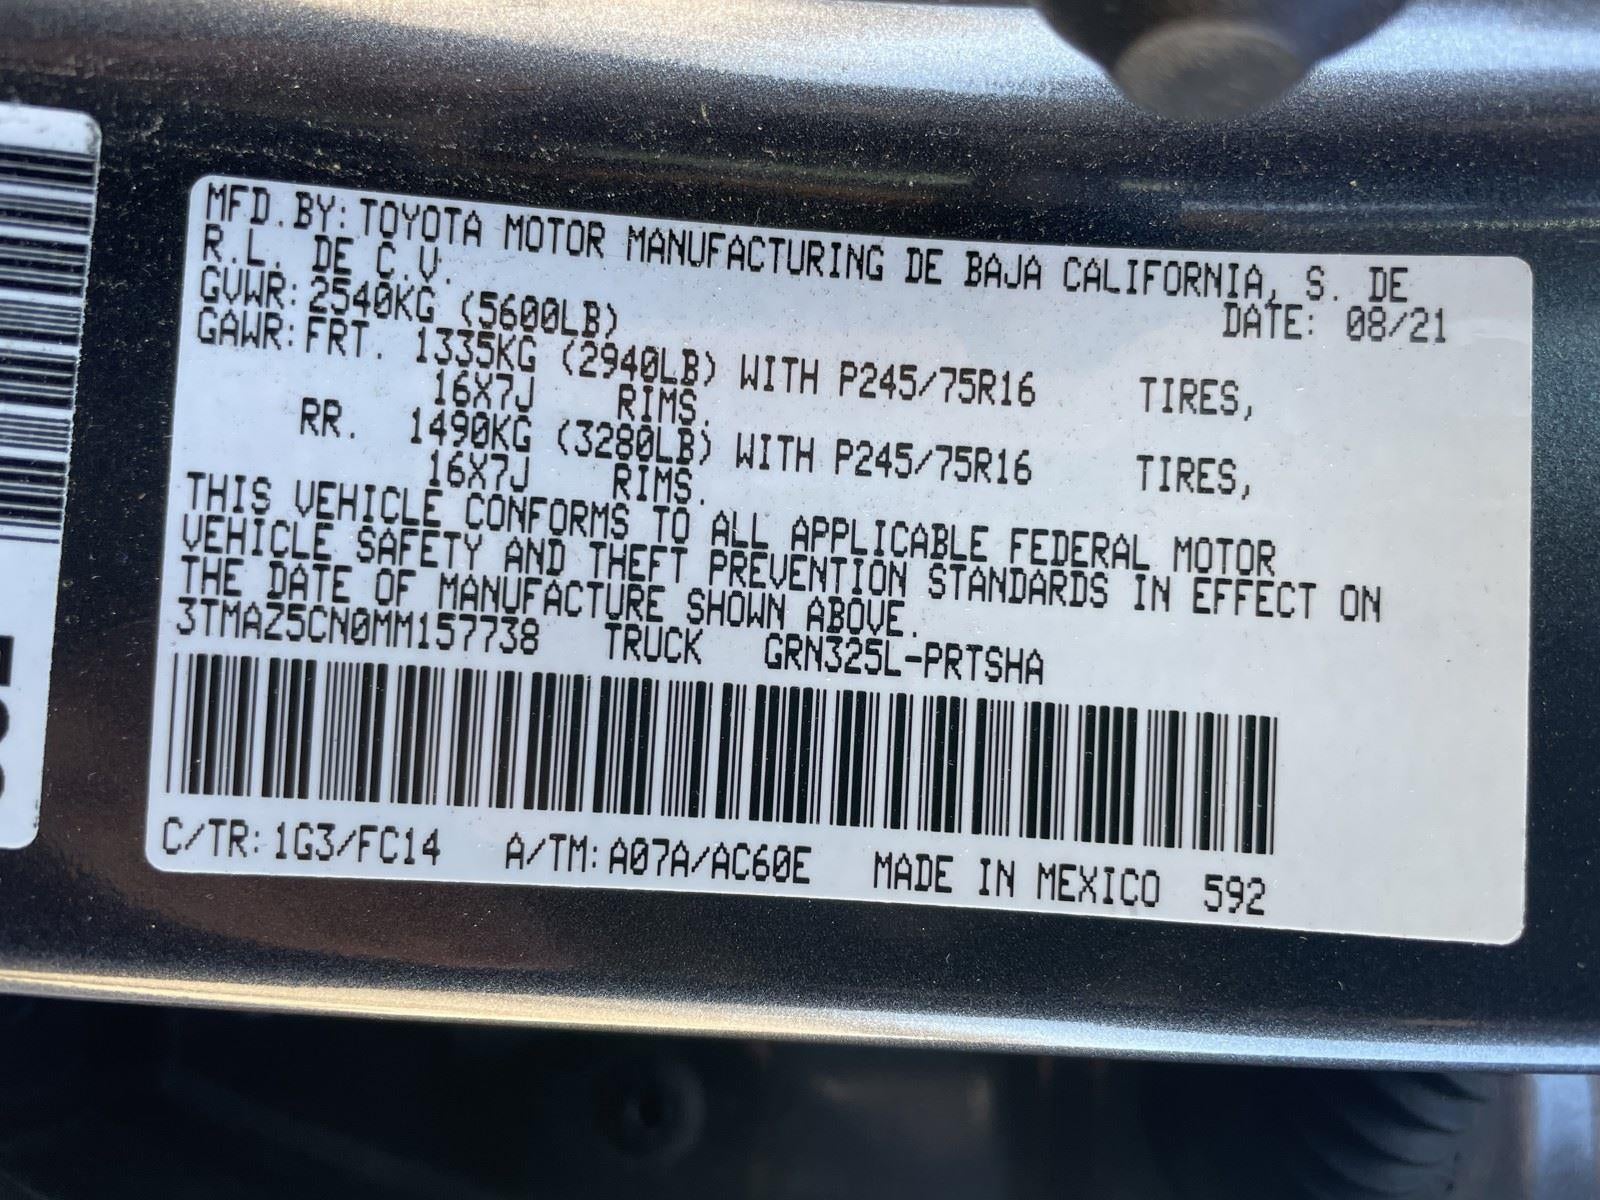 MFD.BY:TOYOTA MOTOR MANUFACTURING DE BAJA CALIFORNIA, S. DE
R.L. DE C.V. DATE: 08/21
GVWR:2540KG (5600LB)
GAWR:FRT. 1335KG (2940LB) WITH P245/75R16 TIRES,
16X7J RIMS.
RR. 1490KG (3280LB) WITH P245/75R16 TIRES,
16X7J RIMS.
THIS VEHICLE CONFORMS TO ALL APPLICABLE FEDERAL MOTOR
VEHICLE SAFETY AND THEFT PREVENTION STANDARDS IN EFFECT ON
THE DATE OF MANUFACTURE SHOWN ABOVE.
3TMAZ5CN0MM157738 TRUCK GRN325L-PRTSHA
C/TR:1G3/FC14 A/TM:A07A/AC60E MADE IN MEXICO 592